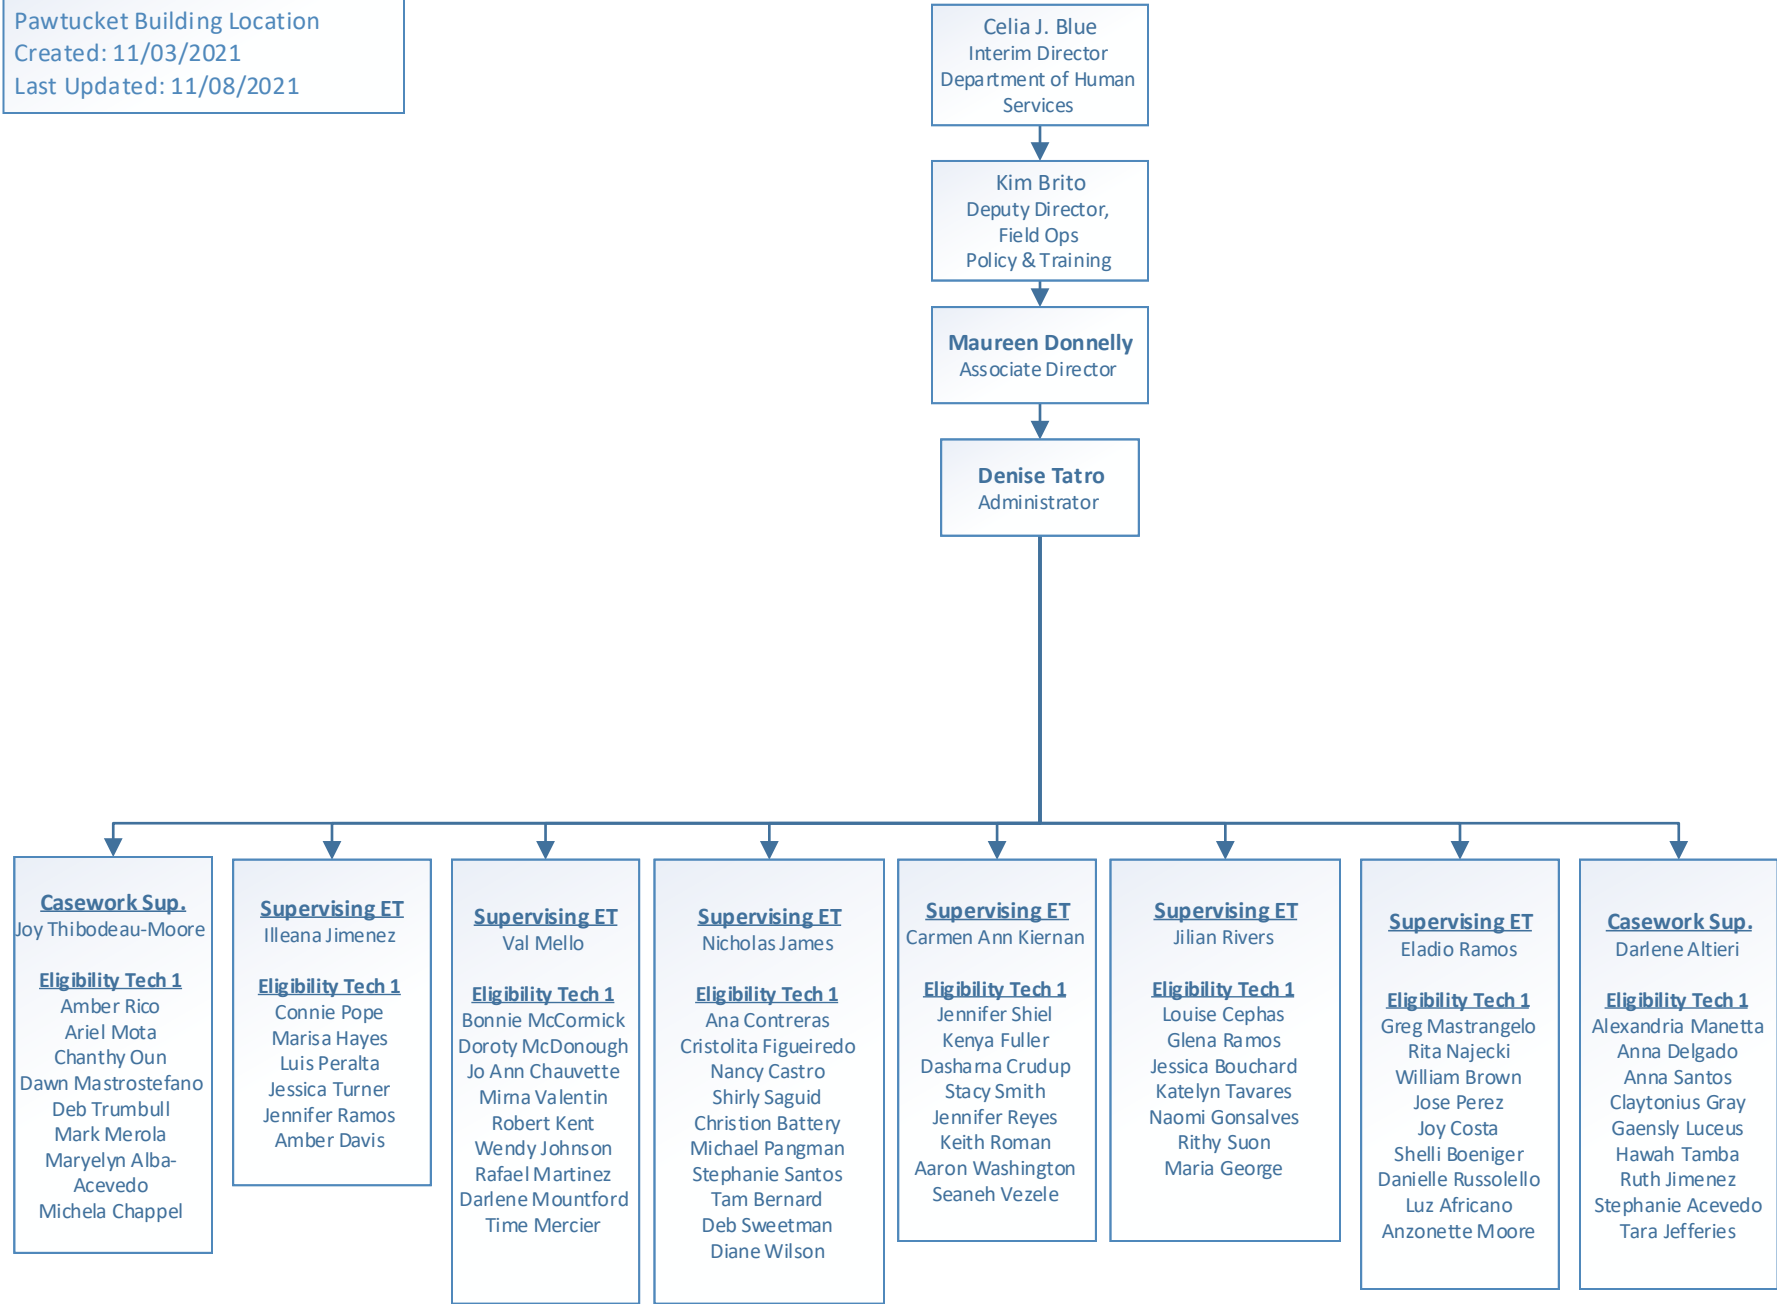 Pawtucket Building Location
Created: 11/03/2021
Last Updated: 11/08/2021
Celia J. Blue
Interim Director
Department of Human
Services
Kim Brito
Deputy Director,
Field Ops
Policy & Training
Maureen Donnelly
Associate Director
Denise Tatro
Administrator
Casework Sup.
Joy Thibodeau-Moore
Eligibility Tech 1
Amber Rico
Ariel Mota
Chanthy Oun
Dawn Mastrostefano
Deb Trumbull
Mark Merola
Maryelyn Alba-
Acevedo
Michela Chappel
Supervising ET
Illeana Jimenez
Eligibility Tech 1
Connie Pope
Marisa Hayes
Luis Peralta
Jessica Turner
Jennifer Ramos
Amber Davis
Supervising ET
Val Mello
Eligibility Tech 1
Bonnie McCormick
Doroty McDonough
Jo Ann Chauvette
Mirna Valentin
Robert Kent
Wendy Johnson
Rafael Martinez
Darlene Mountford
Time Mercier
Supervising ET
Nicholas James
Eligibility Tech 1
Ana Contreras
Cristolita Figueiredo
Nancy Castro
Shirly Saguid
Christion Battery
Michael Pangman
Stephanie Santos
Tam Bernard
Deb Sweetman
Diane Wilson
Supervising ET
Carmen Ann Kiernan
Eligibility Tech 1
Jennifer Shiel
Kenya Fuller
Dasharna Crudup
Stacy Smith
Jennifer Reyes
Keith Roman
Aaron Washington
Seaneh Vezele
Supervising ET
Jilian Rivers
Eligibility Tech 1
Louise Cephas
Glena Ramos
Jessica Bouchard
Katelyn Tavares
Naomi Gonsalves
Rithy Suon
Maria George
Supervising ET
Eladio Ramos
Eligibility Tech 1
Greg Mastrangelo
Rita Najecki
William Brown
Jose Perez
Joy Costa
Shelli Boeniger
Danielle Russolello
Luz Africano
Anzonette Moore
Casework Sup.
Darlene Altieri
Eligibility Tech 1
Alexandria Manetta
Anna Delgado
Anna Santos
Claytonius Gray
Gaensly Luceus
Hawah Tamba
Ruth Jimenez
Stephanie Acevedo
Tara Jefferies